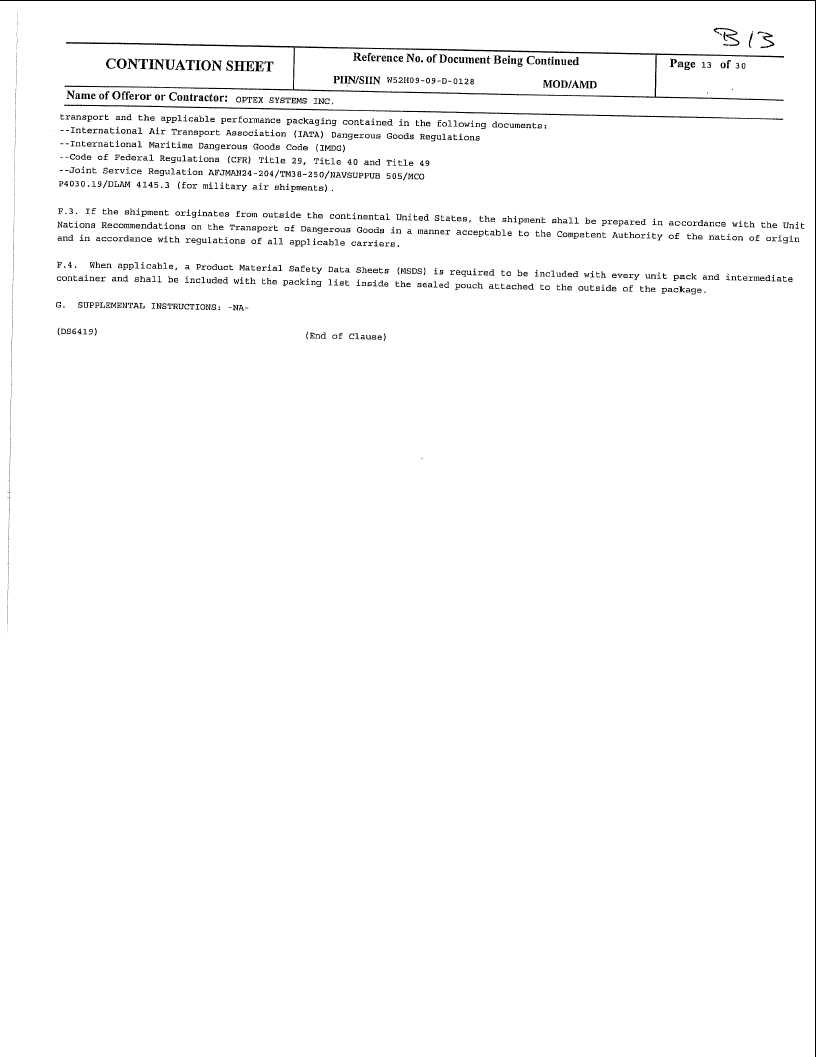 B13
CONTINUATION SHEET
Reference No. of Document Being Continued
PIIN/SIIN W52H09-09-D-0128 MOD/AMD
Page 13 of 30
Name of Offeror or Contractor: OPTEX SYSTEMS INC.
transport and the applicable performance packaging contained in the following documents:
--International Air Transport Association (IATA) Dangerous Goods Regulations
--International Maritime Dangerous Goods Code (IMDG)
--Code of Federal Regulations (CFR) Title 29, Title 40 and Title 49
--Joint Service Regulation AFJMAN24-204/TM38-250/NAVSUPPUB 505/MCO
P4030.19/DLAM 4145.3 (for military air shipments).
F.3. If the shipment originates from outside the continental United States, the shipment shall be prepared in accordance with the Unit
Nations Recommendations on the Transport of Dangerous Goods in a manner acceptable to the Competent Authority of the nation of origin
and in accordance with regulations of all applicable carriers.
F.4. When applicable, a Product Material Safety Data Sheets (MSDS) is required to be included with every unit pack and intermediate
container and shall be included with the packing list inside the sealed pouch attached to the outside of the package.
G. SUPPLEMENTAL INSTRUCTIONS: -NA-
(DS6419) (End of Clause)